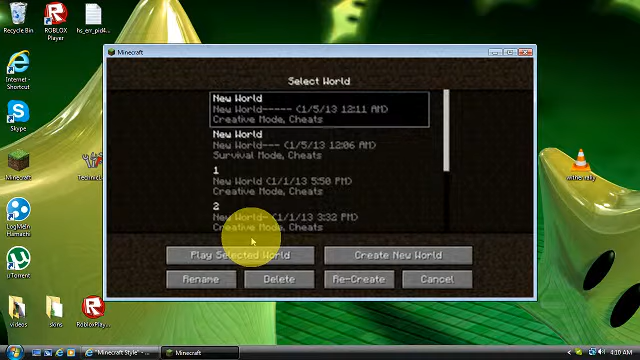 Recycle Bin
ROBLOX Player
hs_err_pid4...
Internet - Shortcut
Skype
Minecraft
LogMeIn Hamachi
uTorrent
videos
skins
Minecraft
Select World
New World
New World----- (1/5/13 12:11 AM)
Creative Mode, Cheats
New World
New World--- (1/5/13 12:06 AM)
Survival Mode, Cheats
1
New World (1/1/13 5:50 PM)
Creative Mode, Cheats
2
New World- (1/1/13 3:32 PM)
Creative Mode, Cheats
Play Selected World
Create New World
Rename
Delete
Re-Create
Cancel
"Minecraft Style" - ...
Minecraft
4:10 AM